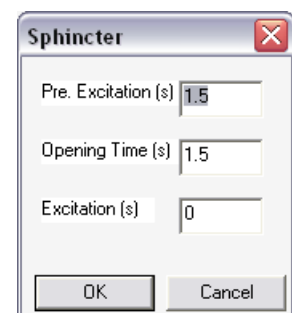 Sphincter
Pre. Excitation (s) 1.5
Opening Time (s) 1.5
Excitation (s) 0
OK Cancel